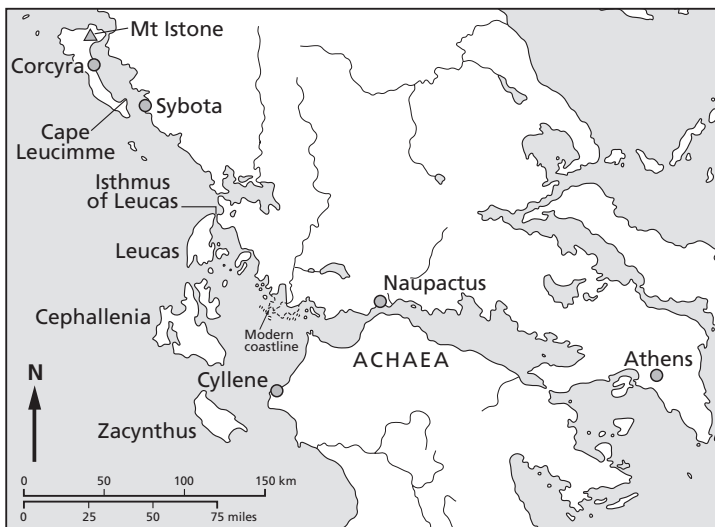 Mt Istone
Corcyra
Sybota
Cape
Leucimme
Isthmus
of Leucas
Leucas
Naupactus
Cephallenia
Modern
coastline
ACHAEA
Athens
Cyllene
N
Zacynthus
0 50 100 150 km
0 25 50 75 miles